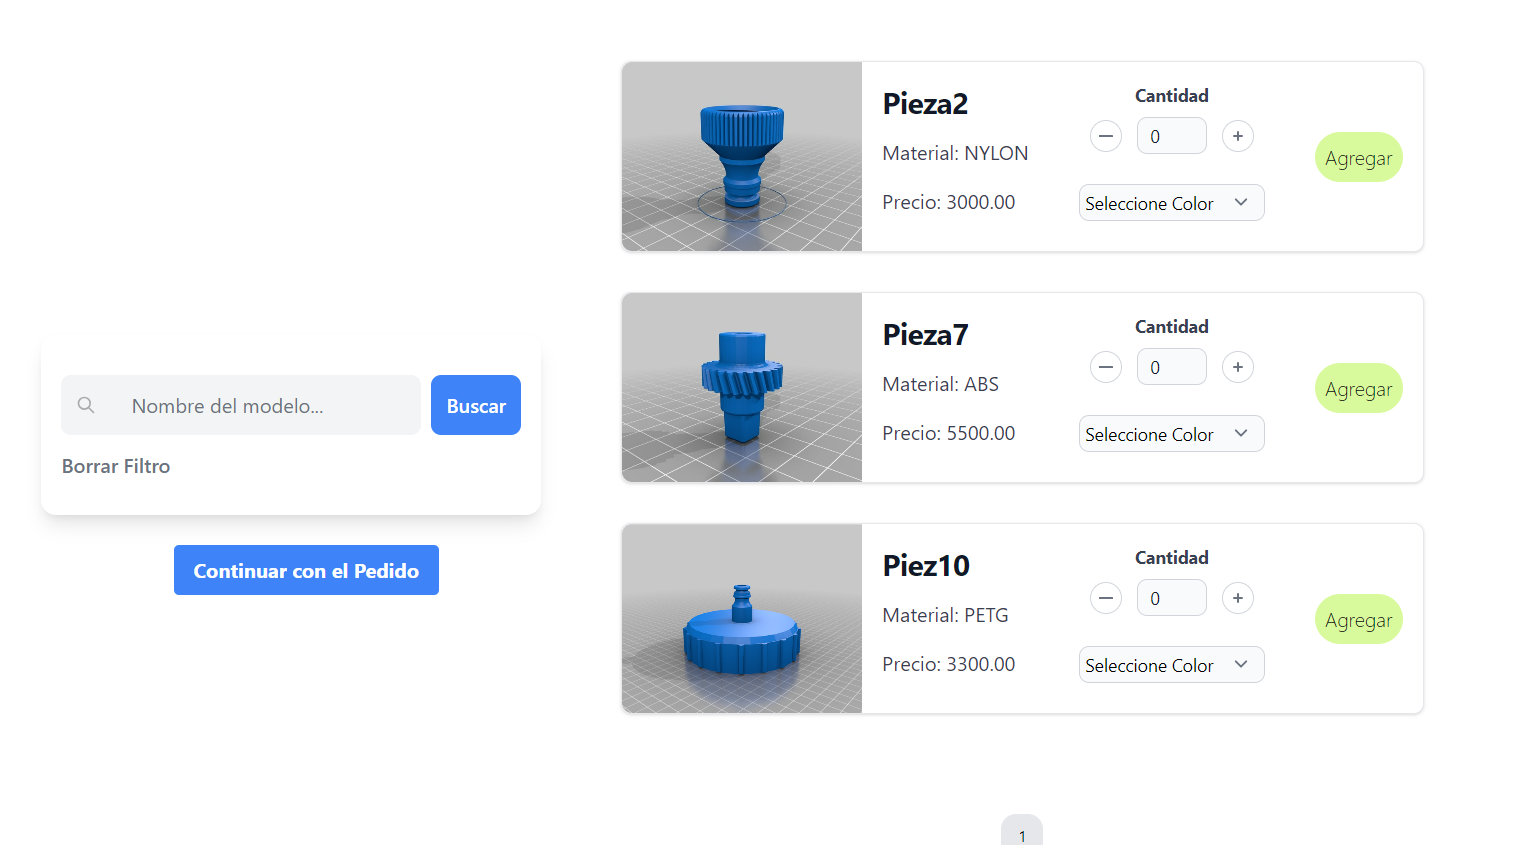 Nombre del modelo...
Buscar
Borrar Filtro
Continuar con el Pedido
Pieza2
Material: NYLON
Precio: 3000.00
Cantidad
0
Seleccione Color
Agregar
Pieza7
Material: ABS
Precio: 5500.00
Cantidad
0
Seleccione Color
Agregar
Piez10
Material: PETG
Precio: 3300.00
Cantidad
0
Seleccione Color
Agregar
1